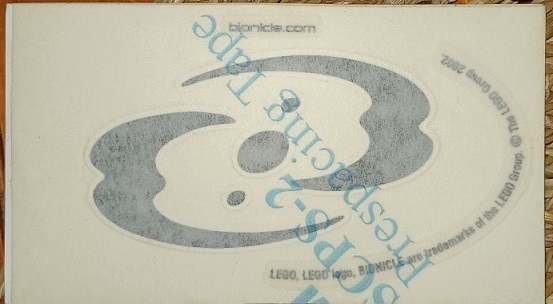 bionicle.com
SCPS-2
Prespacing Tape
LEGO, LEGO logo, BIONICLE are trademarks of the LEGO Group. © The LEGO Group 2002.